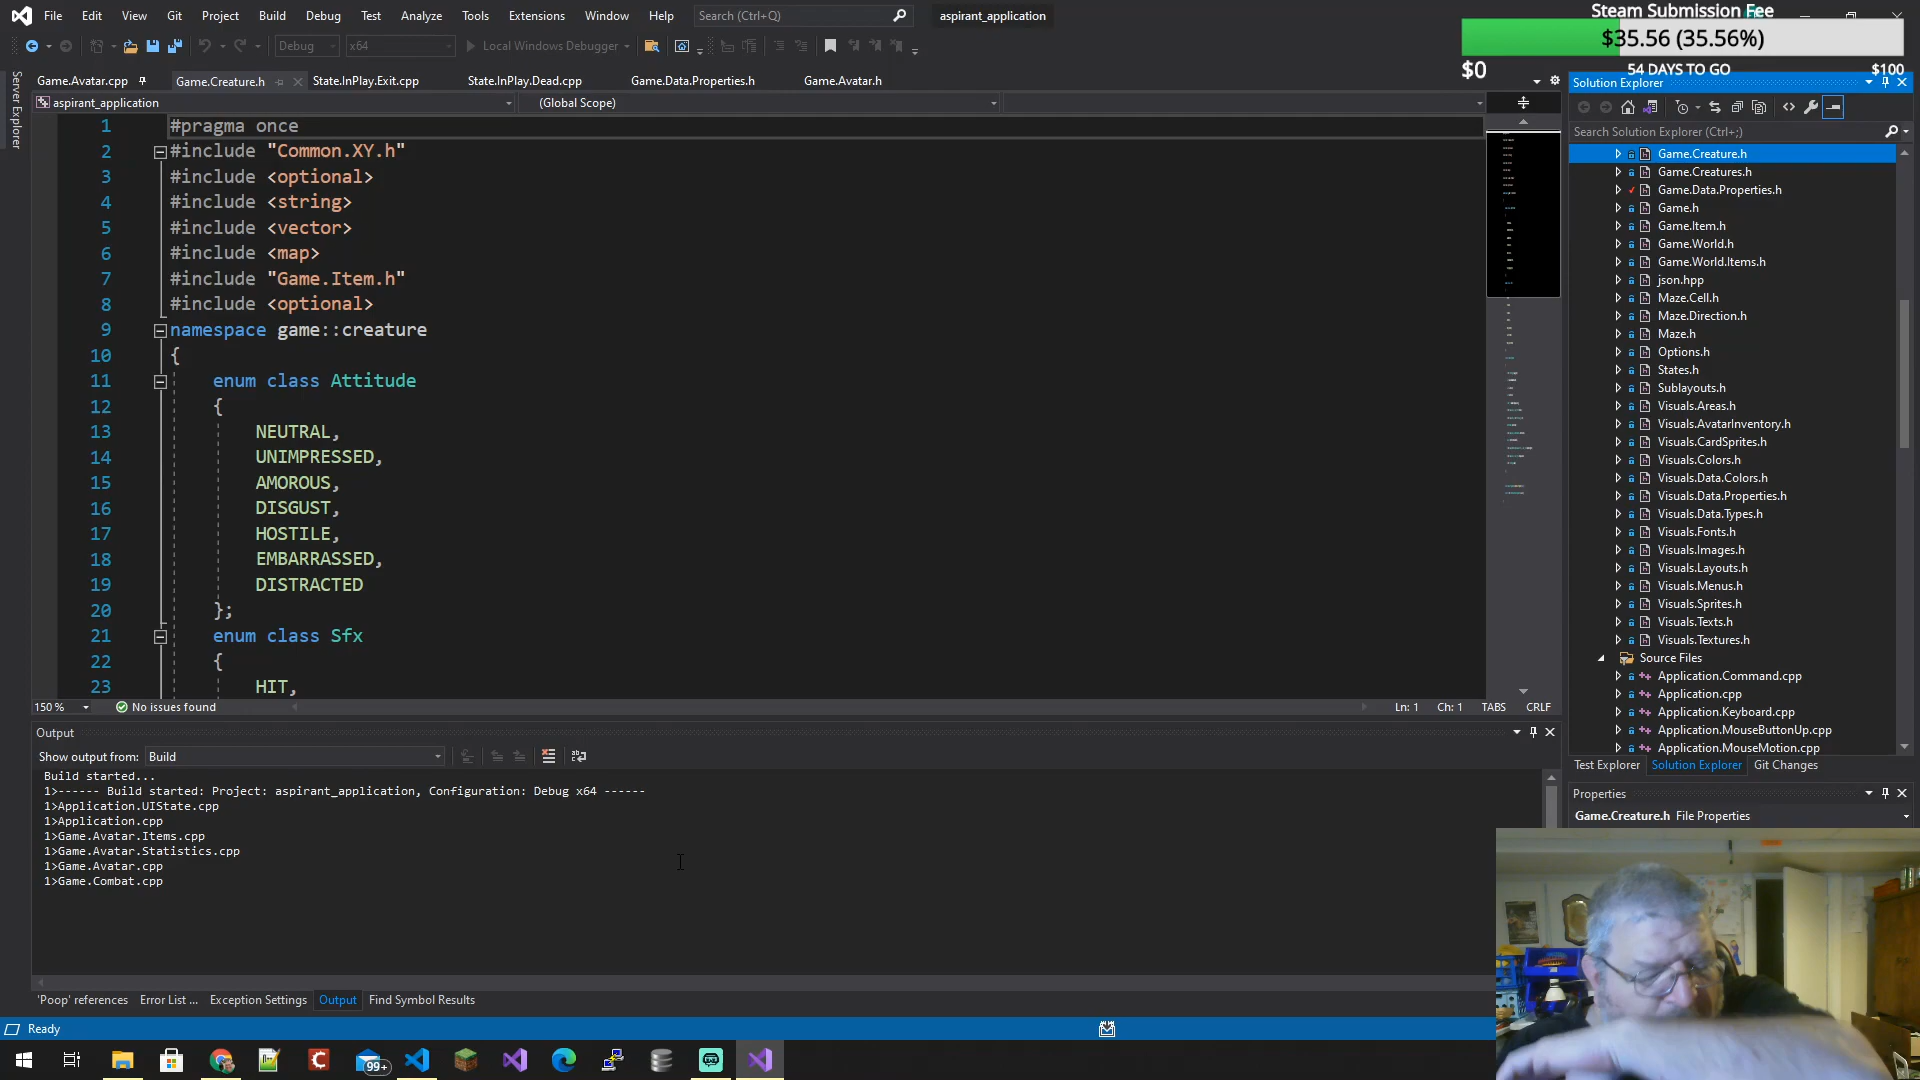 File Edit View Git Project Build Debug Test Analyze Tools Extensions Window Help Search (Ctrl+Q) aspirant_application
Steam Submission Fee
$35.56 (35.56%)
$0 54 DAYS TO GO $100
Debug x64 Local Windows Debugger
Server Explorer
Game.Avatar.cpp Game.Creature.h State.InPlay.Exit.cpp State.InPlay.Dead.cpp Game.Data.Properties.h Game.Avatar.h
aspirant_application (Global Scope)
1 #pragma once
2 #include "Common.XY.h"
3 #include <optional>
4 #include <string>
5 #include <vector>
6 #include <map>
7 #include "Game.Item.h"
8 #include <optional>
9 namespace game::creature
10 {
11 enum class Attitude
12 {
13 NEUTRAL,
14 UNIMPRESSED,
15 AMOROUS,
16 DISGUST,
17 HOSTILE,
18 EMBARRASSED,
19 DISTRACTED
20 };
21 enum class Sfx
22 {
23 HIT,
150 % No issues found Ln: 1 Ch: 1 TABS CRLF
Output
Show output from: Build
Build started...
1>------ Build started: Project: aspirant_application, Configuration: Debug x64 ------
1>Application.UIState.cpp
1>Application.cpp
1>Game.Avatar.Items.cpp
1>Game.Avatar.Statistics.cpp
1>Game.Avatar.cpp
1>Game.Combat.cpp
'Poop' references Error List ... Exception Settings Output Find Symbol Results
Ready
Solution Explorer
Search Solution Explorer (Ctrl+;)
Game.Creature.h
Game.Creatures.h
Game.Data.Properties.h
Game.h
Game.Item.h
Game.World.h
Game.World.Items.h
json.hpp
Maze.Cell.h
Maze.Direction.h
Maze.h
Options.h
States.h
Sublayouts.h
Visuals.Areas.h
Visuals.AvatarInventory.h
Visuals.CardSprites.h
Visuals.Colors.h
Visuals.Data.Colors.h
Visuals.Data.Properties.h
Visuals.Data.Types.h
Visuals.Fonts.h
Visuals.Images.h
Visuals.Layouts.h
Visuals.Menus.h
Visuals.Sprites.h
Visuals.Texts.h
Visuals.Textures.h
Source Files
Application.Command.cpp
Application.cpp
Application.Keyboard.cpp
Application.MouseButtonUp.cpp
Application.MouseMotion.cpp
Test Explorer Solution Explorer Git Changes
Properties
Game.Creature.h File Properties
99+